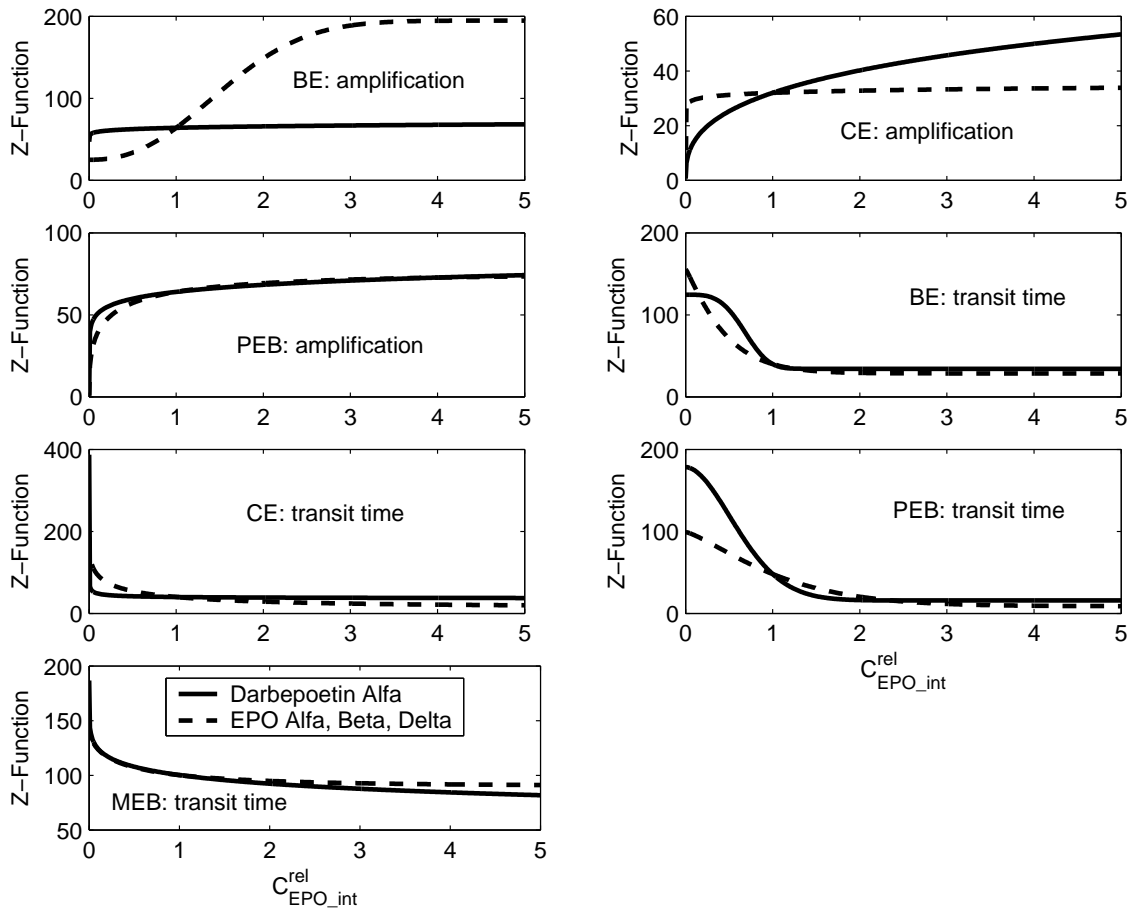 200
100
0
Z−Function
BE: amplification
0 1 2 3 4 5
60
40
20
0
Z−Function
CE: amplification
0 1 2 3 4 5
100
50
0
Z−Function
PEB: amplification
0 1 2 3 4 5
200
100
0
Z−Function
BE: transit time
0 1 2 3 4 5
400
200
0
Z−Function
CE: transit time
0 1 2 3 4 5
200
100
0
Z−Function
PEB: transit time
0 1 2 3 4 5
C^rel_EPO_int
200
150
100
50
Z−Function
Darbepoetin Alfa
EPO Alfa, Beta, Delta
MEB: transit time
0 1 2 3 4 5
C^rel_EPO_int